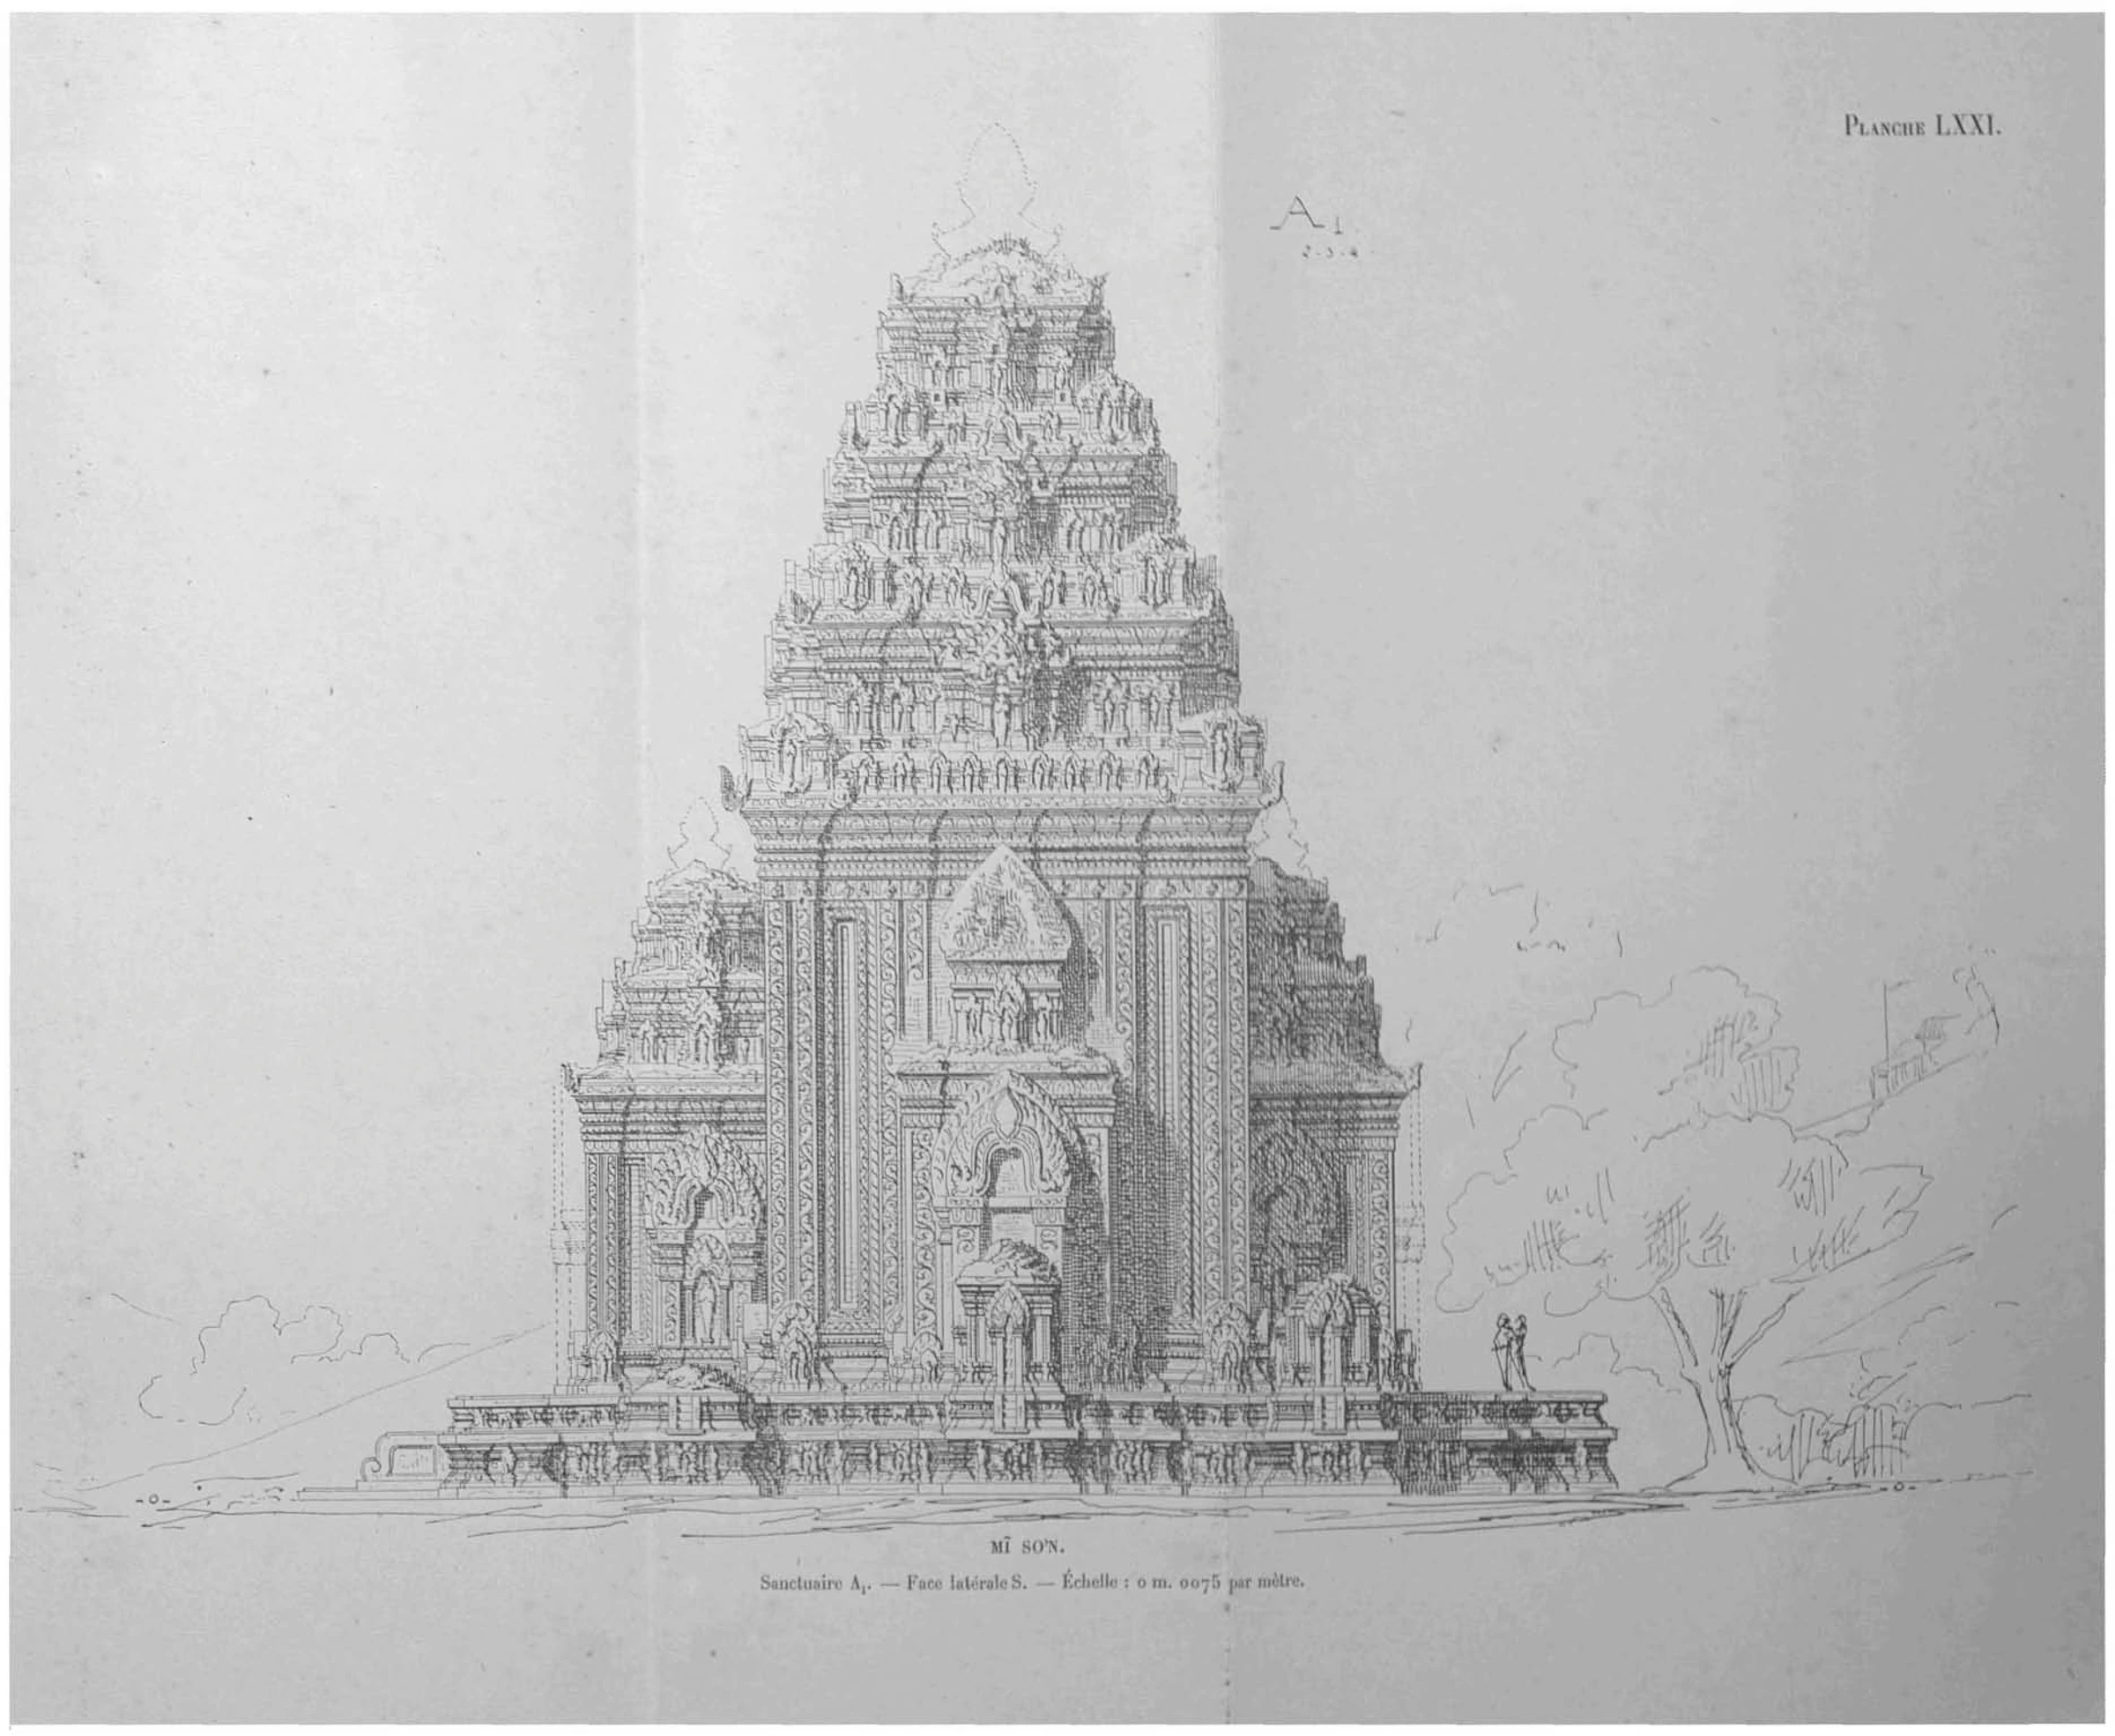 PLANCHE LXXI.
A1
MĨ SO'N.
Sanctuaire A₁. — Face latérale S. — Échelle : 0 m. 0075 par mètre.